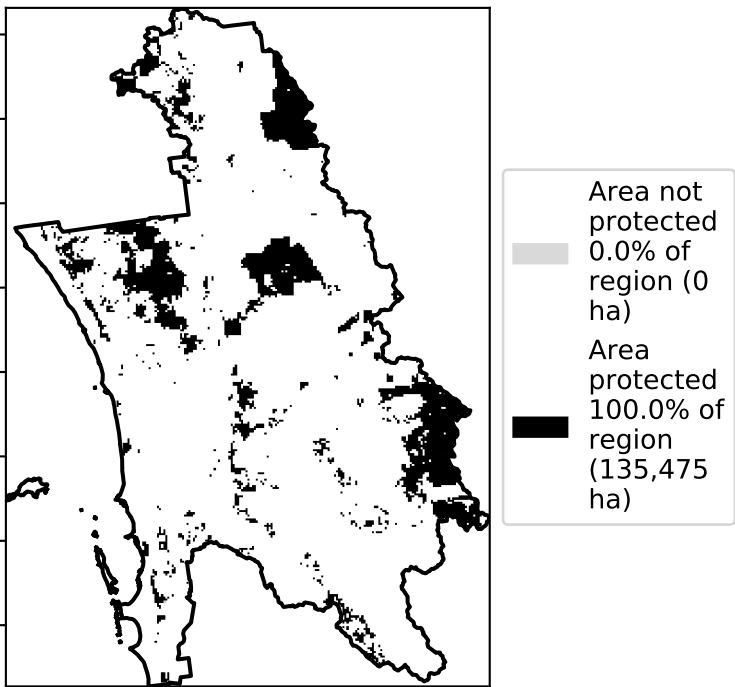 Area not
protected
0.0% of
region (0
ha)
Area
protected
100.0% of
region
(135,475
ha)